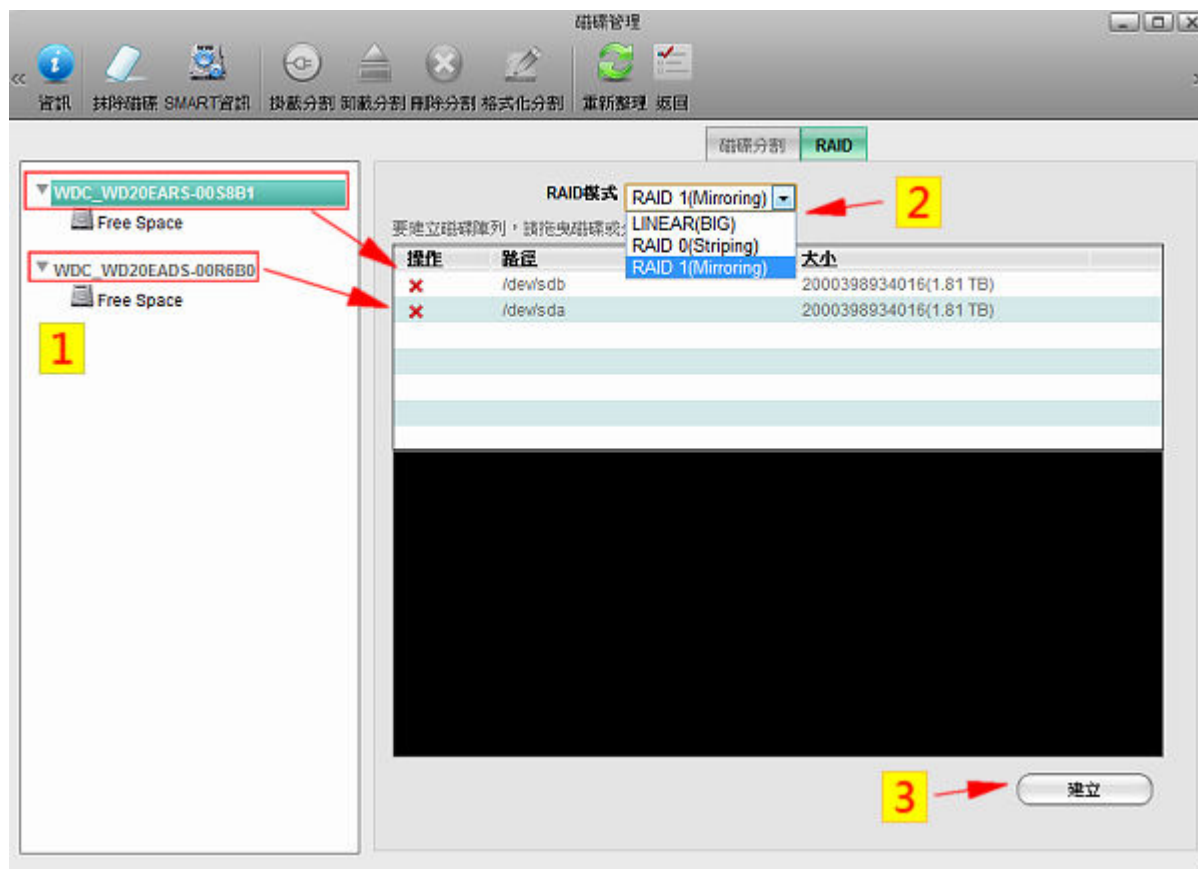 磁碟管理
«
資訊 抹除磁碟 SMART資訊 掛載分割 卸載分割 刪除分割 格式化分割 重新整理 返回
磁碟分割 RAID
WDC_WD20EARS-00S8B1
Free Space
WDC_WD20EADS-00R6B0
Free Space
1
RAID模式 RAID 1(Mirroring)
2
LINEAR(BIG)
RAID 0(Striping)
RAID 1(Mirroring)
要建立磁碟陣列，請拖曳磁碟或
操作 路徑 大小
/dev/sdb 2000398934016(1.81 TB)
/dev/sda 2000398934016(1.81 TB)
3
建立